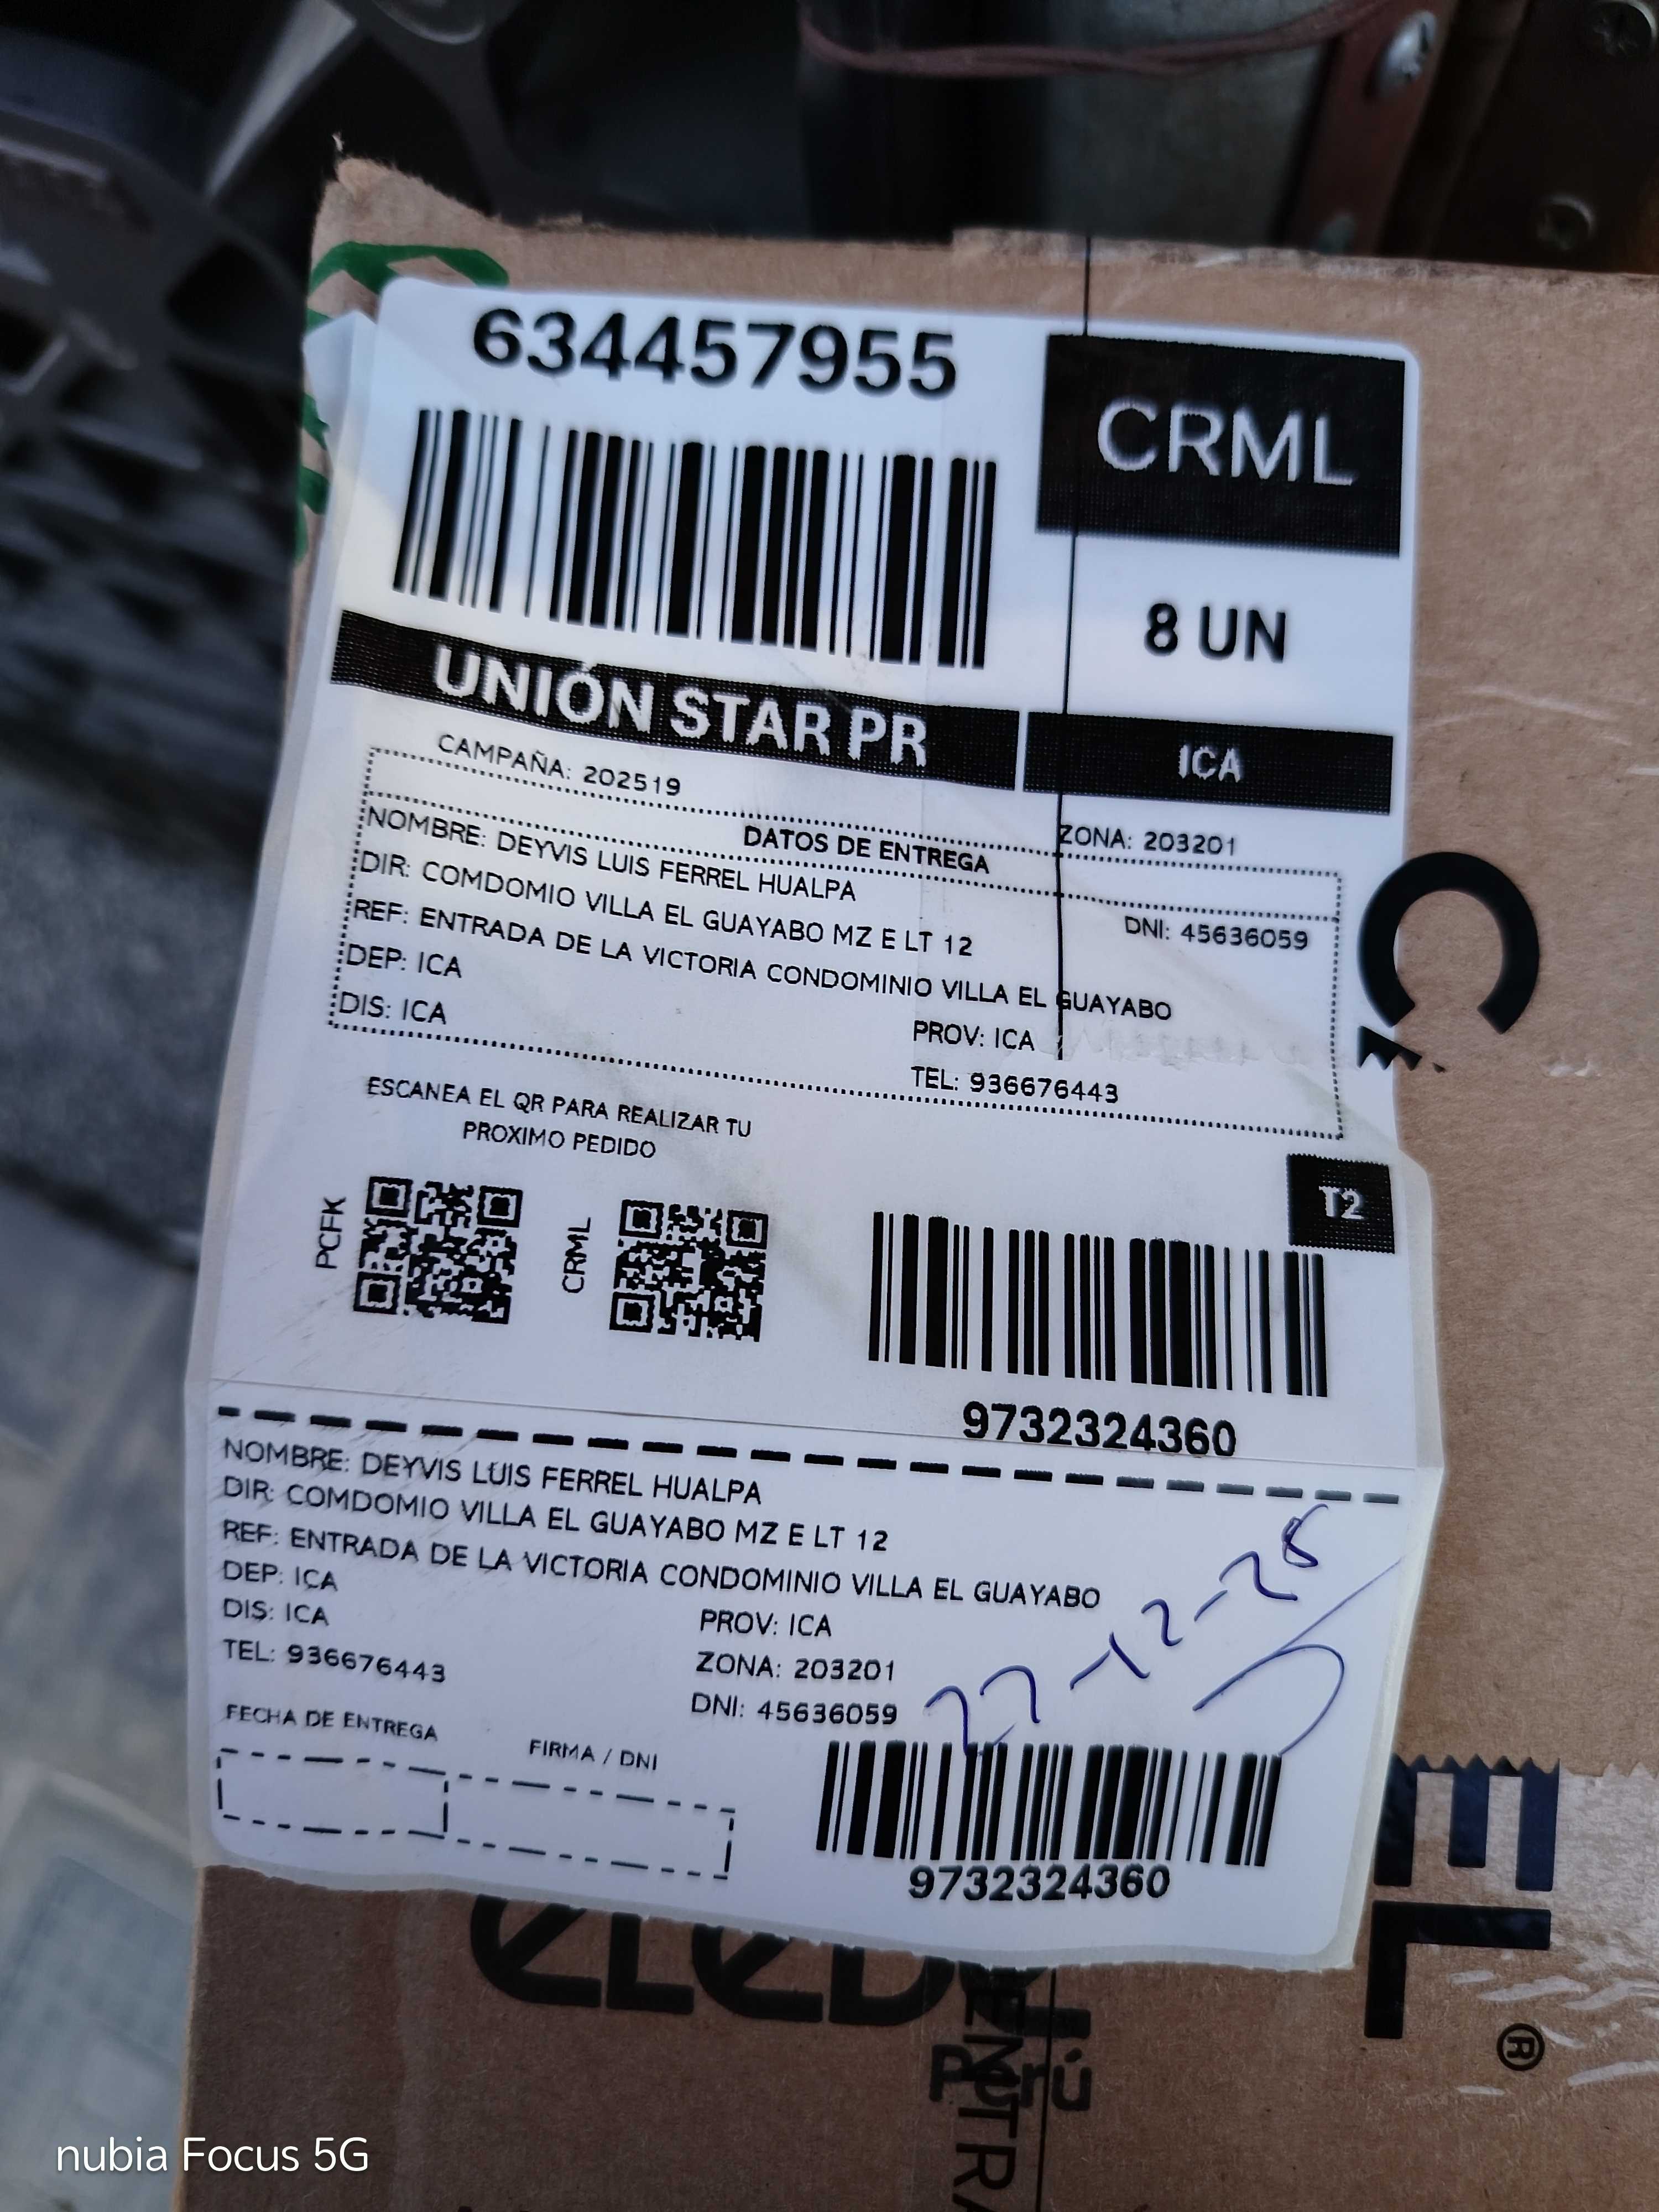 634457955
CRML
8 UN
UNIÓN STAR PR
ICA
CAMPAÑA: 202519
ZONA: 203201
DATOS DE ENTREGA
NOMBRE: DEYVIS LUIS FERREL HUALPA
DNI: 45636059
DIR: COMDOMIO VILLA EL GUAYABO MZ E LT 12
REF: ENTRADA DE LA VICTORIA CONDOMINIO VILLA EL GUAYABO
DEP: ICA
PROV: ICA
DIS: ICA
TEL: 936676443
ESCANEA EL QR PARA REALIZAR TU
PROXIMO PEDIDO
T2
PCFK
CRML
9732324360
NOMBRE: DEYVIS LUIS FERREL HUALPA
DIR: COMDOMIO VILLA EL GUAYABO MZ E LT 12
REF: ENTRADA DE LA VICTORIA CONDOMINIO VILLA EL GUAYABO
DEP: ICA
PROV: ICA
DIS: ICA
ZONA: 203201
TEL: 936676443
DNI: 45636059
FECHA DE ENTREGA
FIRMA / DNI
9732324360
EL®
Perú
nubia Focus 5G